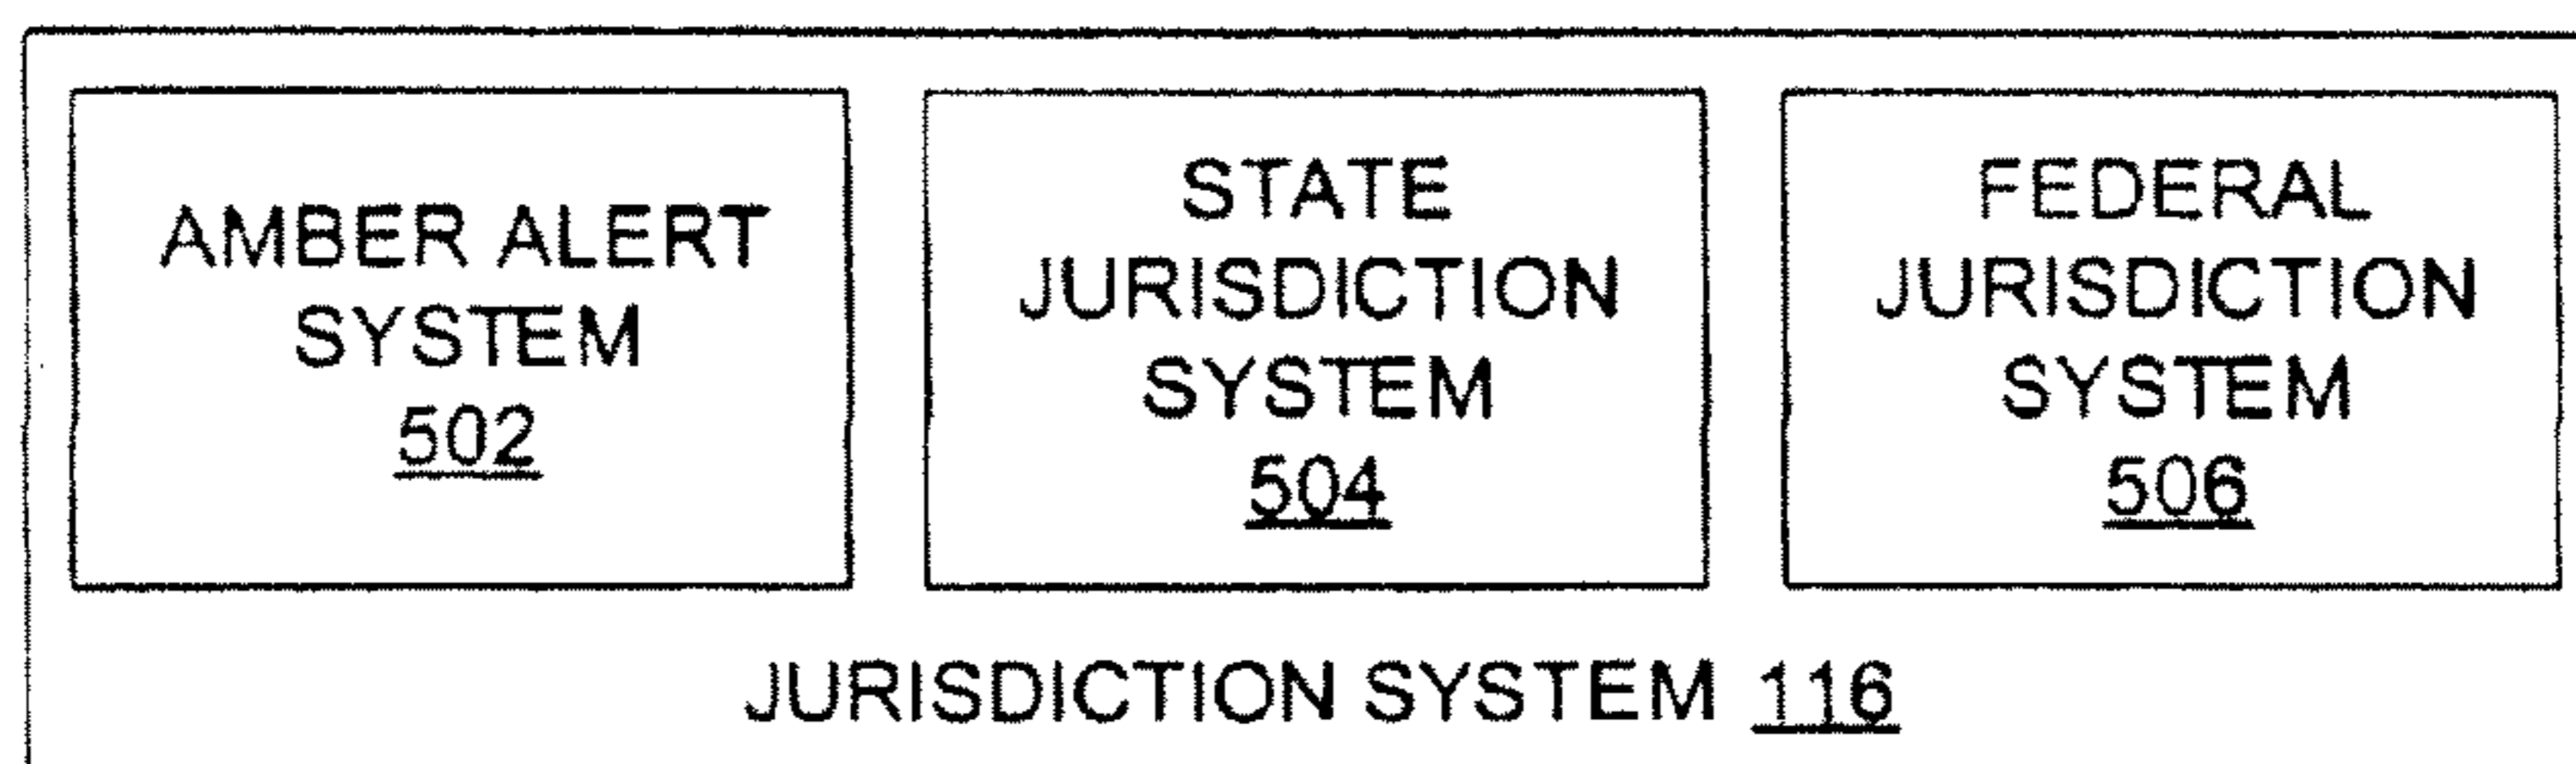 AMBER ALERT
SYSTEM
502
STATE
JURISDICTION
SYSTEM
504
FEDERAL
JURISDICTION
SYSTEM
506
JURISDICTION SYSTEM 116